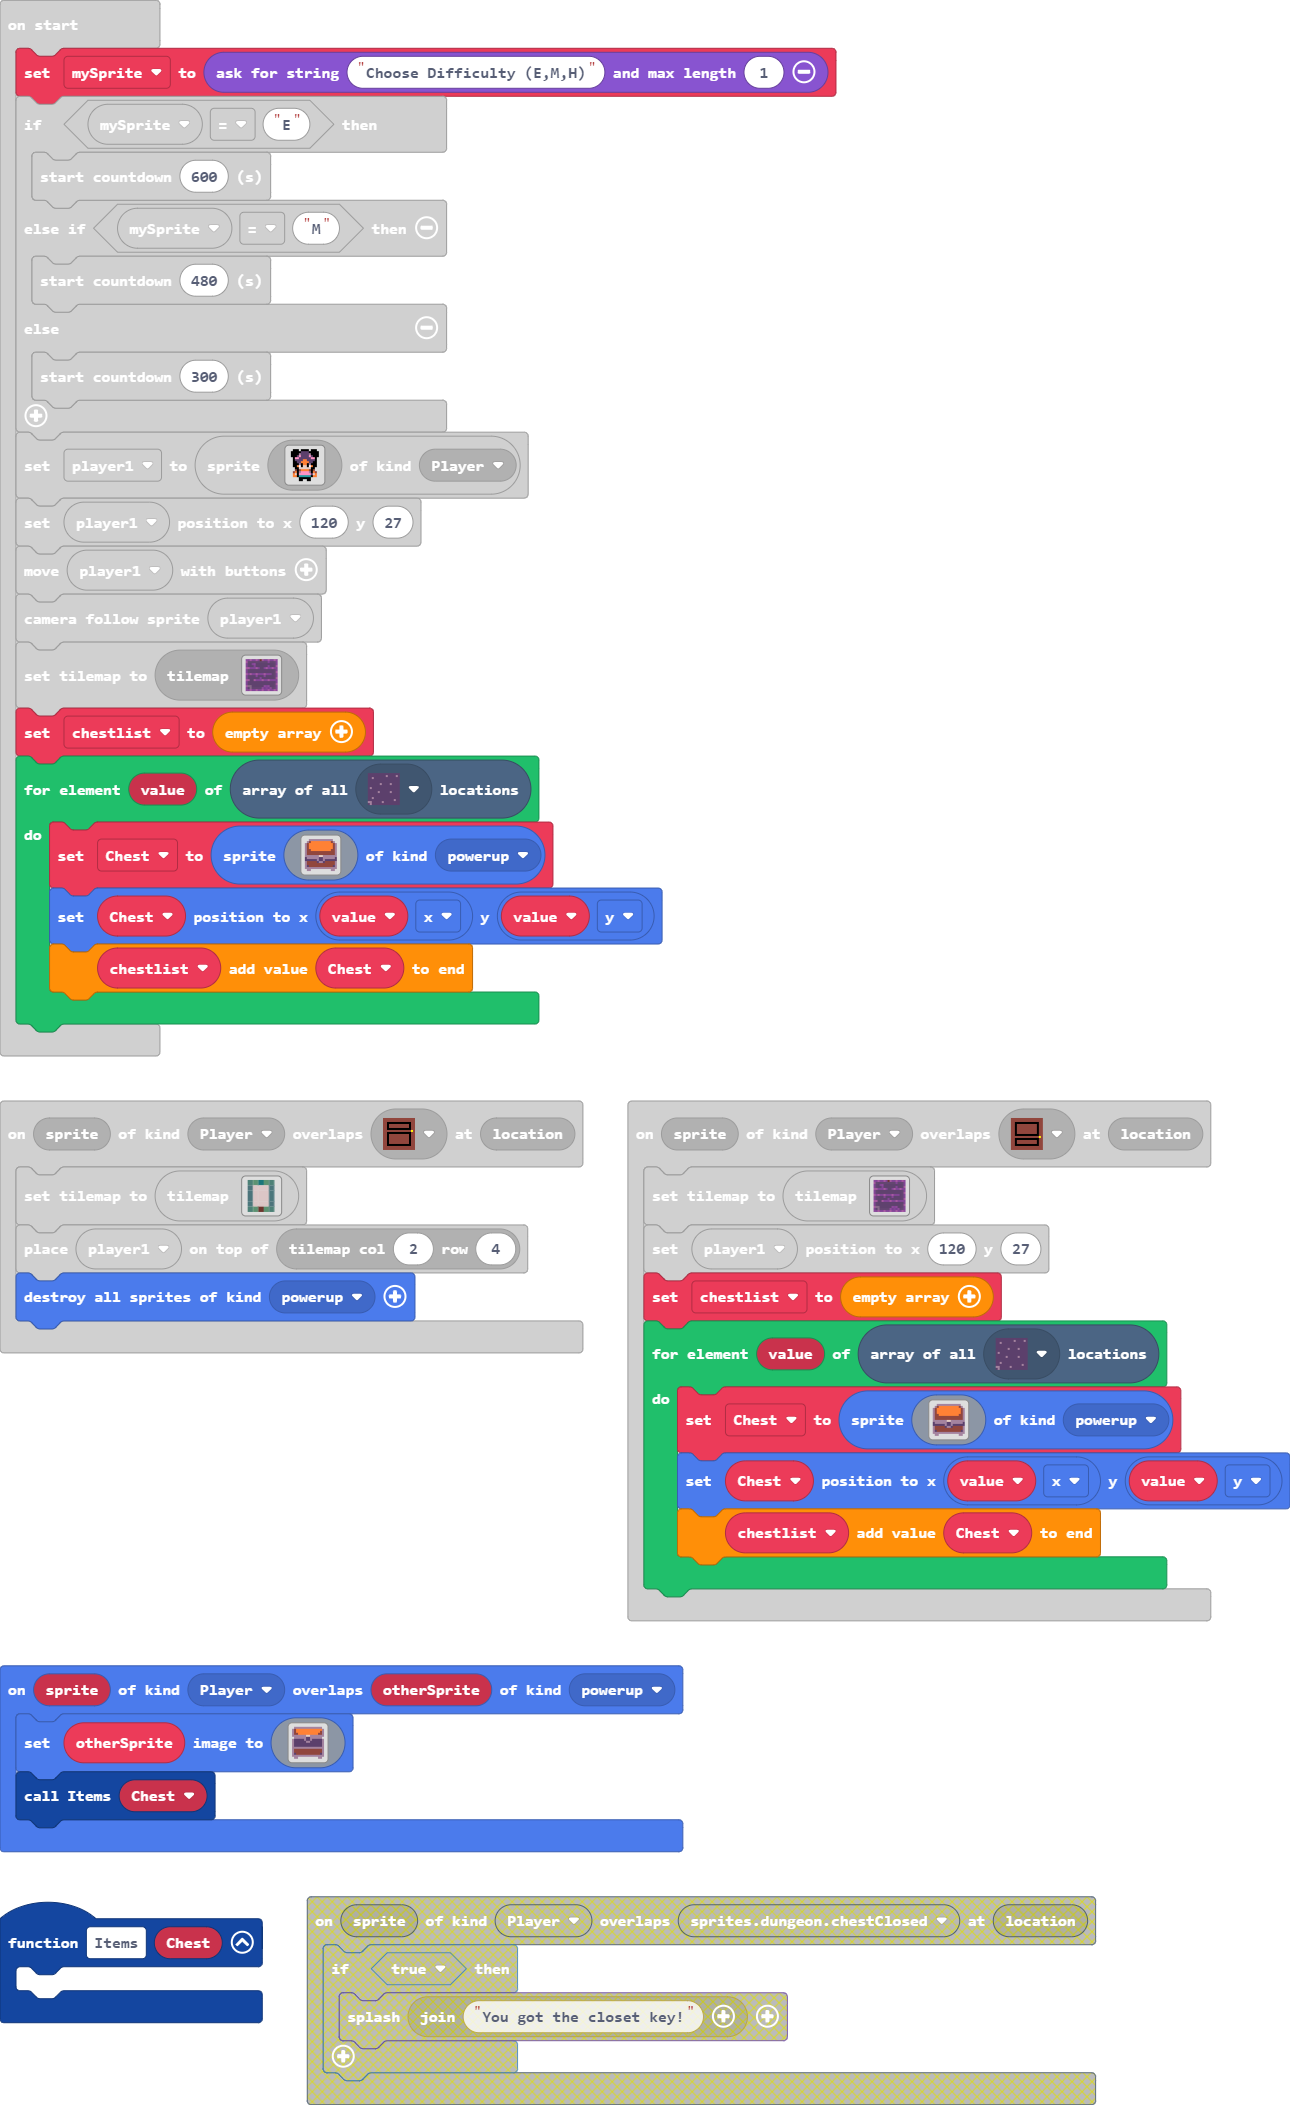 on start
set mySprite to ask for string "Choose Difficulty (E,M,H)" and max length 1
if mySprite = "E" then
start countdown 600 (s)
else if mySprite = "M" then
start countdown 480 (s)
else
start countdown 300 (s)
set player1 to sprite of kind Player
set player1 position to x 120 y 27
move player1 with buttons
camera follow sprite player1
set tilemap to tilemap
set chestlist to empty array
for element value of array of all locations
do
set Chest to sprite of kind powerup
set Chest position to x value x y value y
chestlist add value Chest to end
on sprite of kind Player overlaps at location
set tilemap to tilemap
place player1 on top of tilemap col 2 row 4
destroy all sprites of kind powerup
on sprite of kind Player overlaps at location
set tilemap to tilemap
set player1 position to x 120 y 27
set chestlist to empty array
for element value of array of all locations
do
set Chest to sprite of kind powerup
set Chest position to x value x y value y
chestlist add value Chest to end
on sprite of kind Player overlaps otherSprite of kind powerup
set otherSprite image to
call Items Chest
function Items Chest
on sprite of kind Player overlaps sprites.dungeon.chestClosed at location
if true then
splash join "You got the closet key!"